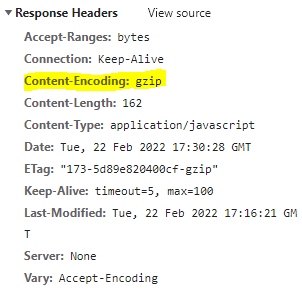 ▼ Response Headers View source
Accept-Ranges: bytes
Connection: Keep-Alive
Content-Encoding: gzip
Content-Length: 162
Content-Type: application/javascript
Date: Tue, 22 Feb 2022 17:30:28 GMT
ETag: "173-5d89e820400cf-gzip"
Keep-Alive: timeout=5, max=100
Last-Modified: Tue, 22 Feb 2022 17:16:21 GM
T
Server: None
Vary: Accept-Encoding